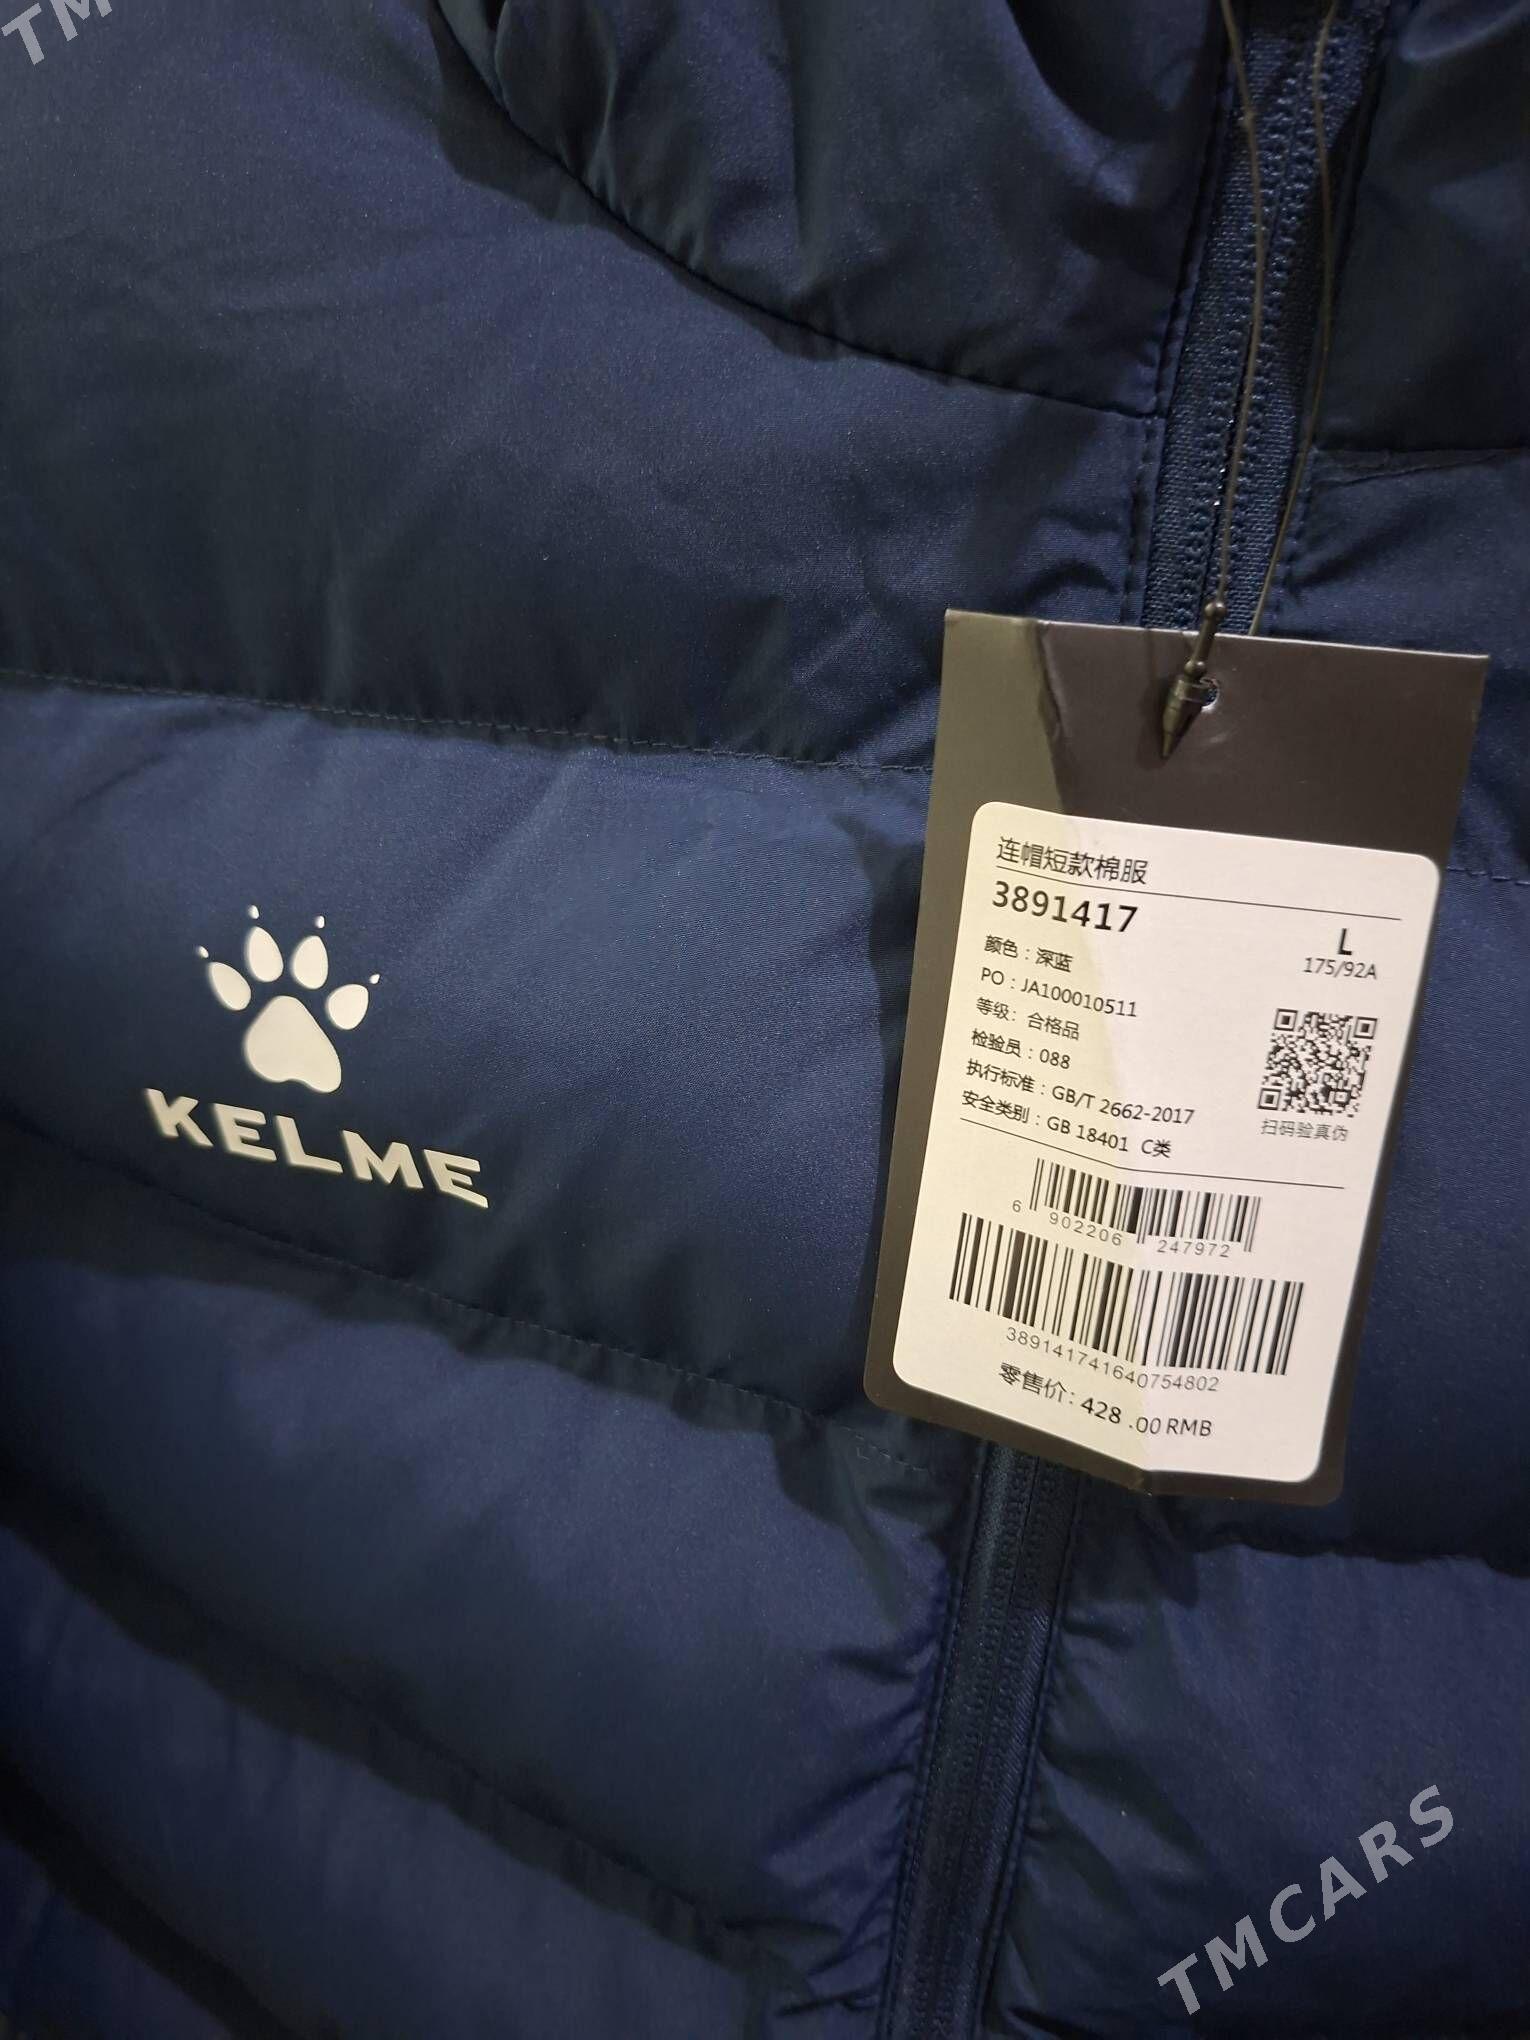 TM
KELME
连帽短款棉服
3891417
L
175/92A
颜色：深蓝
PO：JA100010511
等级：合格品
检验员：088
执行标准：GB/T 2662-2017
安全类别：GB 18401 C类
扫码验真伪
6 902206 247972
389141741640754802
零售价: 428.00 RMB
TMCARS